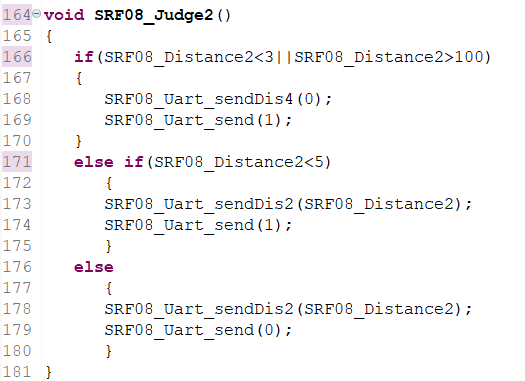 164⊖void SRF08_Judge2()
165 {
166    if(SRF08_Distance2<3||SRF08_Distance2>100)
167    {
168       SRF08_Uart_sendDis4(0);
169       SRF08_Uart_send(1);
170    }
171    else if(SRF08_Distance2<5)
172       {
173       SRF08_Uart_sendDis2(SRF08_Distance2);
174       SRF08_Uart_send(1);
175       }
176    else
177       {
178       SRF08_Uart_sendDis2(SRF08_Distance2);
179       SRF08_Uart_send(0);
180       }
181 }